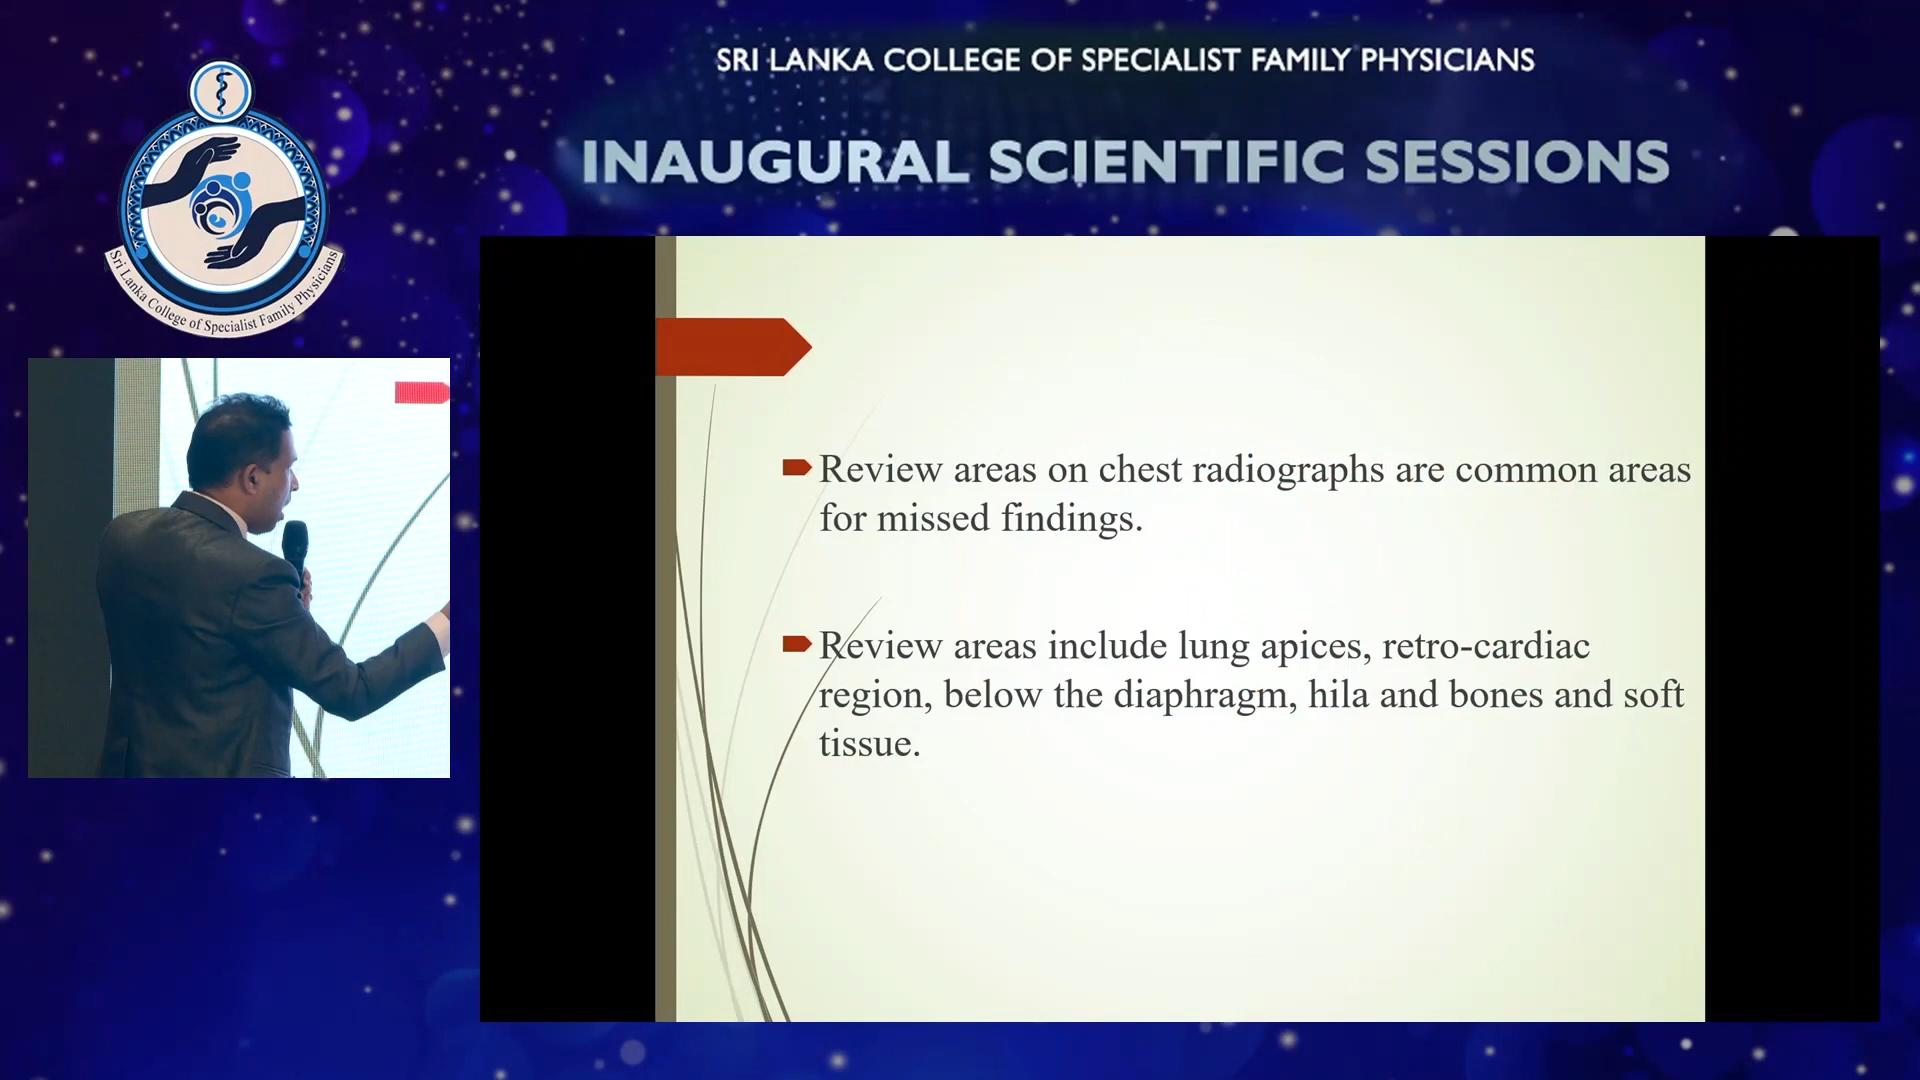 SRI LANKA COLLEGE OF SPECIALIST FAMILY PHYSICIANS
INAUGURAL SCIENTIFIC SESSIONS
Sri Lanka College of Specialist Family Physicians
Review areas on chest radiographs are common areas
for missed findings.
Review areas include lung apices, retro-cardiac
region, below the diaphragm, hila and bones and soft
tissue.